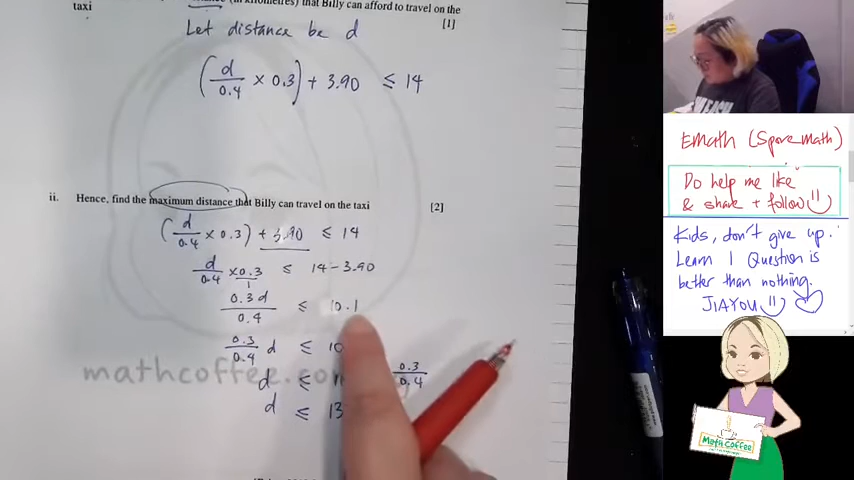 (in kilometres) that Billy can afford to travel on the
taxi
[1]
Let distance be d
(d/0.4 × 0.3) + 3.90 ≤ 14
ii. Hence, find the maximum distance that Billy can travel on the taxi [2]
(d/0.4 × 0.3) + 3.90 ≤ 14
d/0.4 × 0.3/1 ≤ 14 - 3.90
0.3d/0.4 ≤ 10.1
0.3/0.4 d ≤ 10
0.3/0.4
d ≤
d ≤ 13
mathcoffee.co
Emath (Spore math)
Do help me like
& share + follow
Kids, don't give up.
Learn 1 Question is
better than nothing.
JIAYOU
Math Coffee